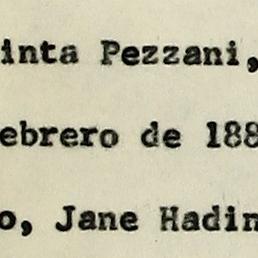 inta Pezzani,
ebrero de 188
o, Jane Hadin